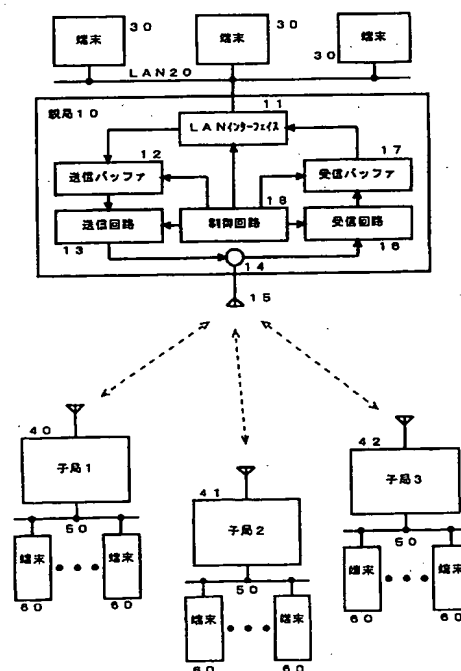 30
端末
30
端末
30
端末
LAN20
11
親局10
LANインターフェイス
12
17
送信バッファ
受信バッファ
18
送信回路
制御回路
受信回路
13
16
14
15
40
子局1
42
子局3
41
子局2
50
50
50
端末
端末
端末
端末
端末
端末
60
60
60
60
60
60